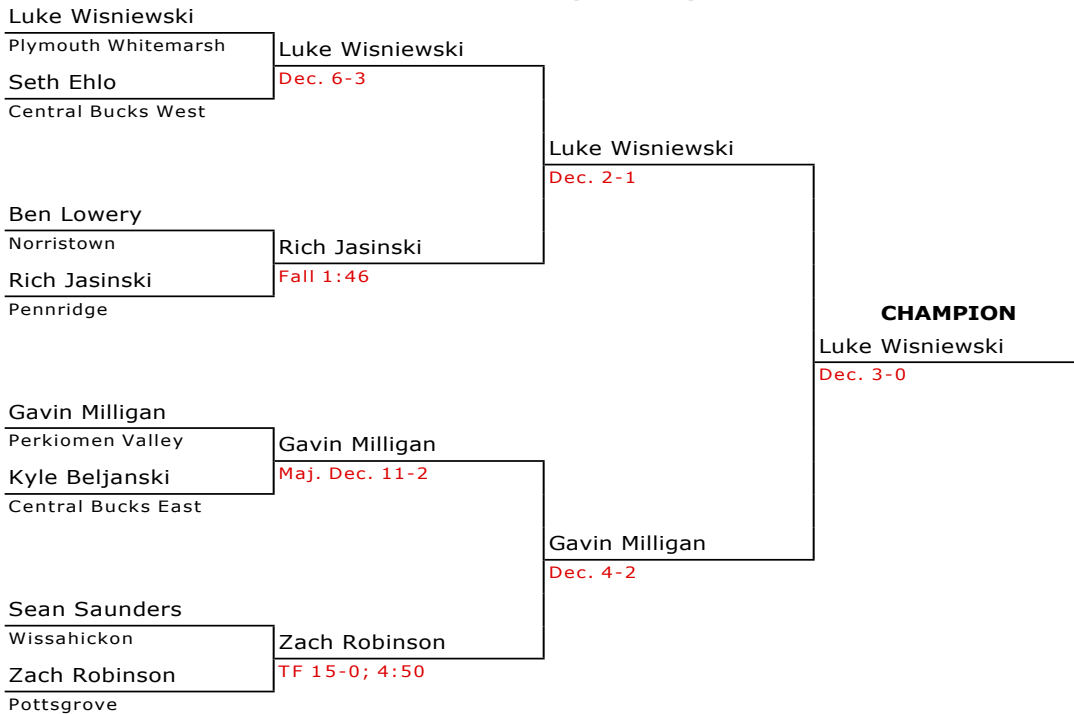 Luke Wisniewski
Plymouth Whitemarsh
Luke Wisniewski
Seth Ehlo
Dec. 6-3
Central Bucks West
Luke Wisniewski
Dec. 2-1
Ben Lowery
Norristown
Rich Jasinski
Rich Jasinski
Fall 1:46
Pennridge
CHAMPION
Luke Wisniewski
Dec. 3-0
Gavin Milligan
Perkiomen Valley
Gavin Milligan
Kyle Beljanski
Maj. Dec. 11-2
Central Bucks East
Gavin Milligan
Dec. 4-2
Sean Saunders
Wissahickon
Zach Robinson
Zach Robinson
TF 15-0; 4:50
Pottsgrove